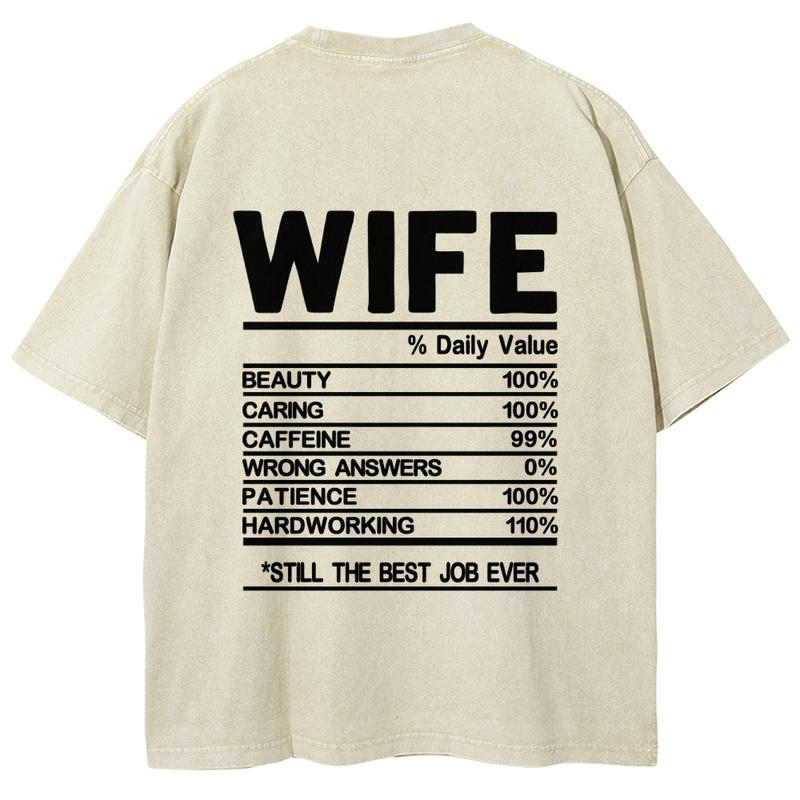 WIFE
% Daily Value
BEAUTY 100%
CARING 100%
CAFFEINE 99%
WRONG ANSWERS 0%
PATIENCE 100%
HARDWORKING 110%
*STILL THE BEST JOB EVER